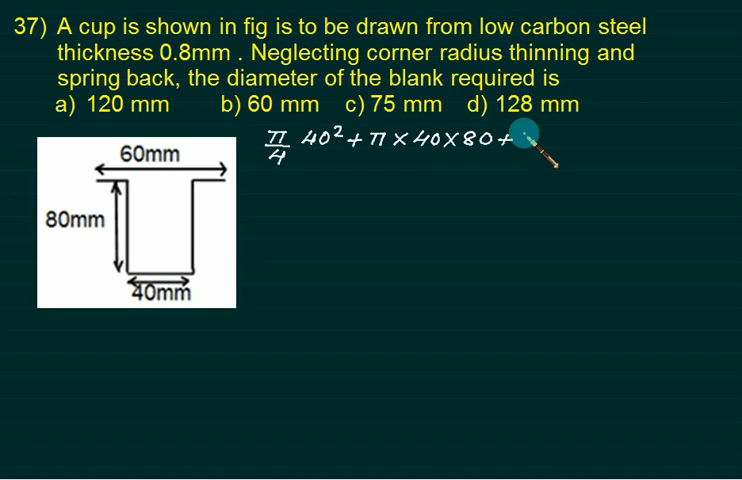 37) A cup is shown in fig is to be drawn from low carbon steel
thickness 0.8mm . Neglecting corner radius thinning and
spring back, the diameter of the blank required is
a) 120 mm b) 60 mm c) 75 mm d) 128 mm
π/4 40² + π × 40 × 80 +
60mm
80mm
40mm